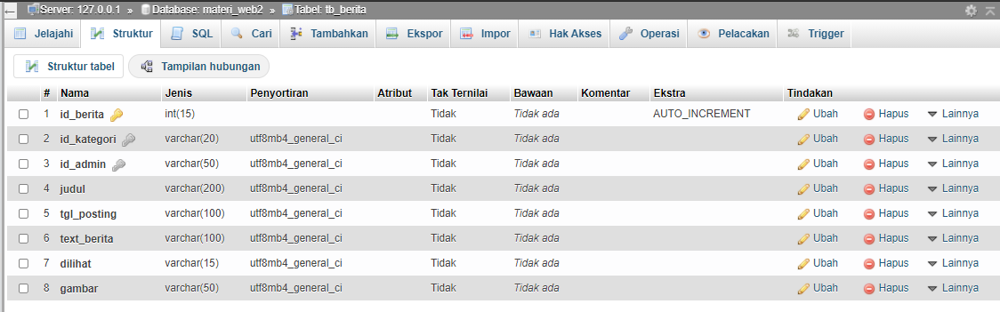 Server: 127.0.0.1 » Database: materi_web2 » Tabel: tb_berita
Jelajahi Struktur SQL Cari Tambahkan Ekspor Impor Hak Akses Operasi Pelacakan Trigger
Struktur tabel Tampilan hubungan
# Nama Jenis Penyortiran Atribut Tak Ternilai Bawaan Komentar Ekstra Tindakan
1 id_berita int(15) Tidak Tidak ada AUTO_INCREMENT Ubah Hapus Lainnya
2 id_kategori varchar(20) utf8mb4_general_ci Tidak Tidak ada Ubah Hapus Lainnya
3 id_admin varchar(50) utf8mb4_general_ci Tidak Tidak ada Ubah Hapus Lainnya
4 judul varchar(200) utf8mb4_general_ci Tidak Tidak ada Ubah Hapus Lainnya
5 tgl_posting varchar(100) utf8mb4_general_ci Tidak Tidak ada Ubah Hapus Lainnya
6 text_berita varchar(100) utf8mb4_general_ci Tidak Tidak ada Ubah Hapus Lainnya
7 dilihat varchar(15) utf8mb4_general_ci Tidak Tidak ada Ubah Hapus Lainnya
8 gambar varchar(50) utf8mb4_general_ci Tidak Tidak ada Ubah Hapus Lainnya